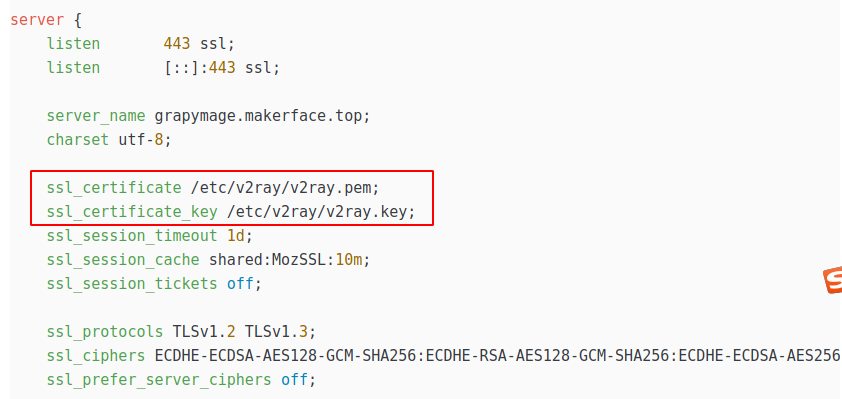 server {
    listen       443 ssl;
    listen       [::]:443 ssl;
    server_name grapymage.makerface.top;
    charset utf-8;
    ssl_certificate /etc/v2ray/v2ray.pem;
    ssl_certificate_key /etc/v2ray/v2ray.key;
    ssl_session_timeout 1d;
    ssl_session_cache shared:MozSSL:10m;
    ssl_session_tickets off;
    ssl_protocols TLSv1.2 TLSv1.3;
    ssl_ciphers ECDHE-ECDSA-AES128-GCM-SHA256:ECDHE-RSA-AES128-GCM-SHA256:ECDHE-ECDSA-AES256
    ssl_prefer_server_ciphers off;